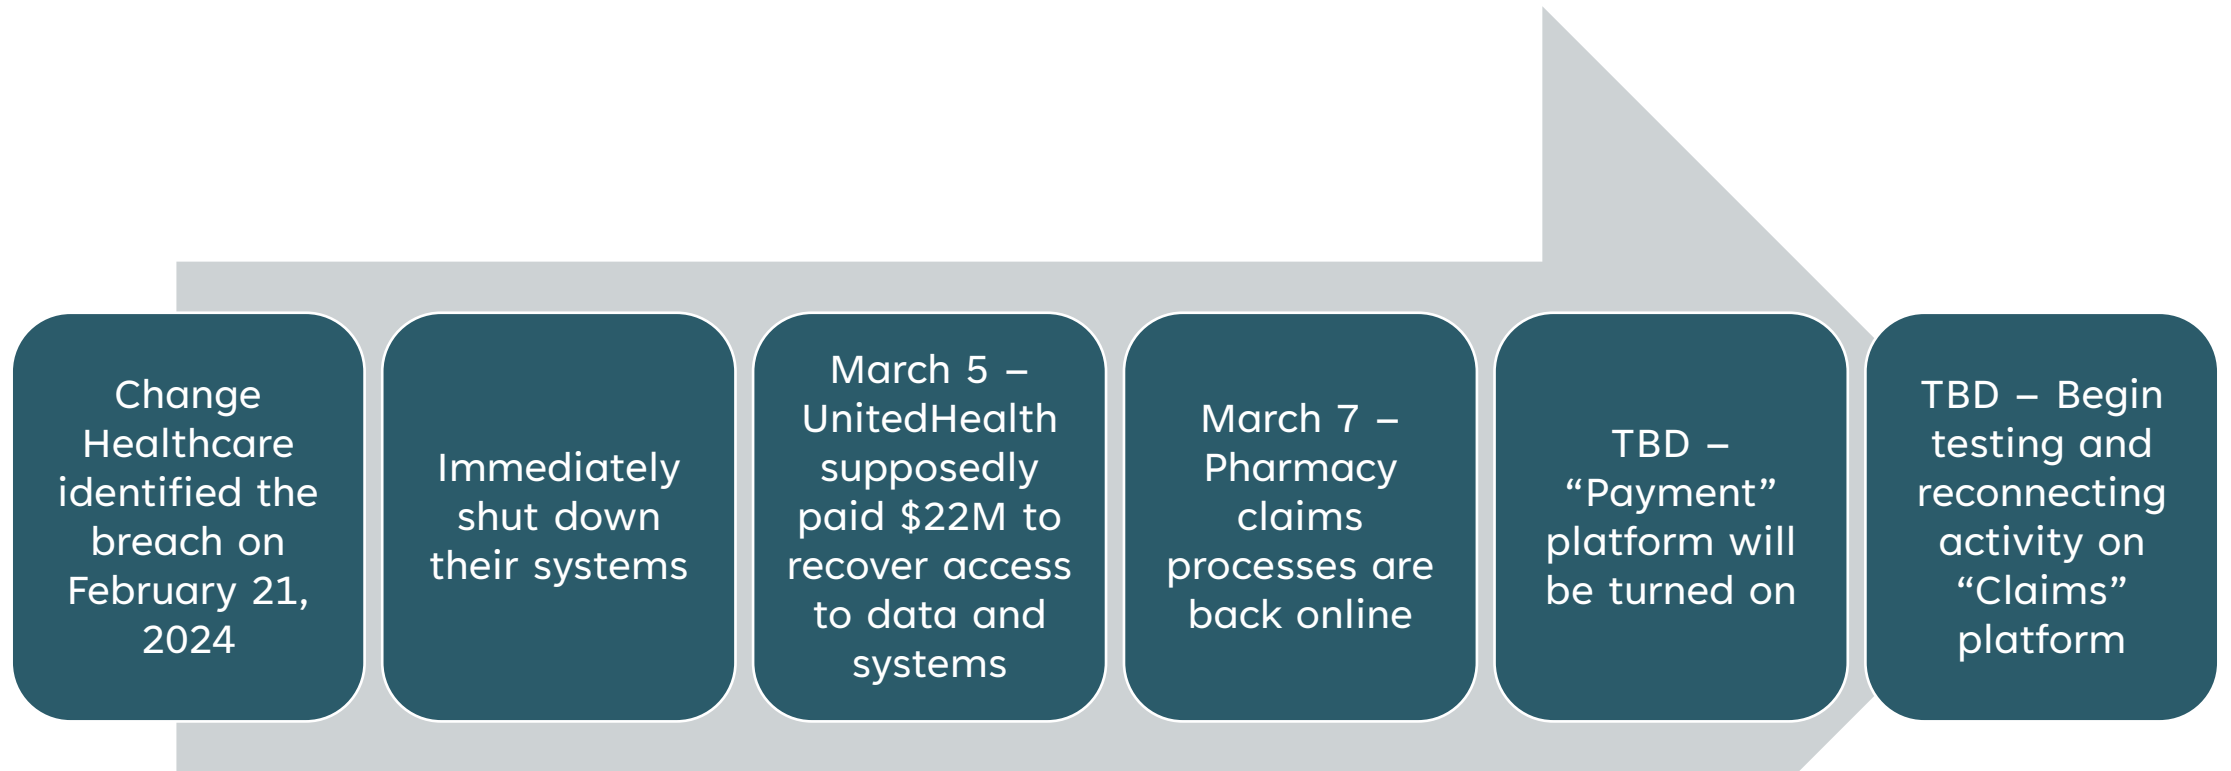 Change
Healthcare
identified the
breach on
February 21,
2024
Immediately
shut down
their systems
March 5 –
UnitedHealth
supposedly
paid $22M to
recover access
to data and
systems
March 7 –
Pharmacy
claims
processes are
back online
TBD –
“Payment”
platform will
be turned on
TBD – Begin
testing and
reconnecting
activity on
“Claims”
platform